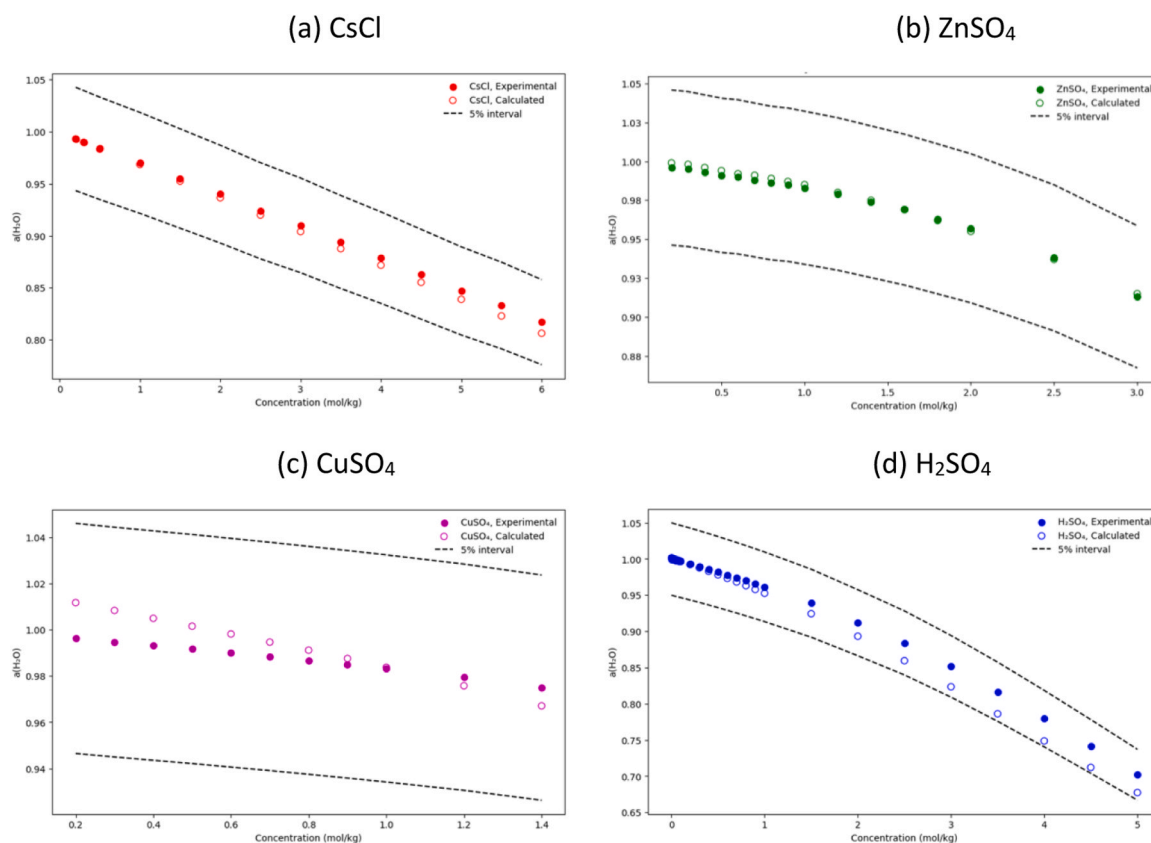 (a) CsCl
(b) ZnSO₄
1.05
1.00
0.95
0.90
0.85
0.80
a(H₂O)
CsCl, Experimental
CsCl, Calculated
5% interval
0
1
2
3
4
5
6
Concentration (mol/kg)
1.05
1.03
1.00
0.98
0.95
0.93
0.90
0.88
a(H₂O)
ZnSO₄, Experimental
ZnSO₄, Calculated
5% interval
0.5
1.0
1.5
2.0
2.5
3.0
Concentration (mol/kg)
(c) CuSO₄
(d) H₂SO₄
1.04
1.02
1.00
0.98
0.96
0.94
a(H₂O)
CuSO₄, Experimental
CuSO₄, Calculated
5% interval
0.2
0.4
0.6
0.8
1.0
1.2
1.4
Concentration (mol/kg)
1.05
1.00
0.95
0.90
0.85
0.80
0.75
0.70
0.65
a(H₂O)
H₂SO₄, Experimental
H₂SO₄, Calculated
5% interval
0
1
2
3
4
5
Concentration (mol/kg)